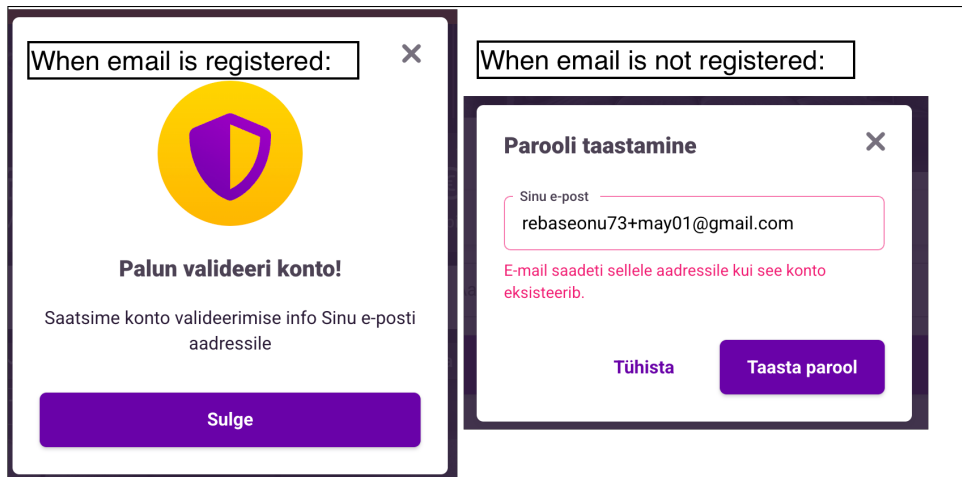 When email is registered:
Palun valideeri konto!
Saatsime konto valideerimise info Sinu e-posti
aadressile
Sulge
When email is not registered:
Parooli taastamine
Sinu e-post
rebaseonu73+may01@gmail.com
E-mail saadeti sellele aadressile kui see konto
eksisteerib.
Tühista
Taasta parool